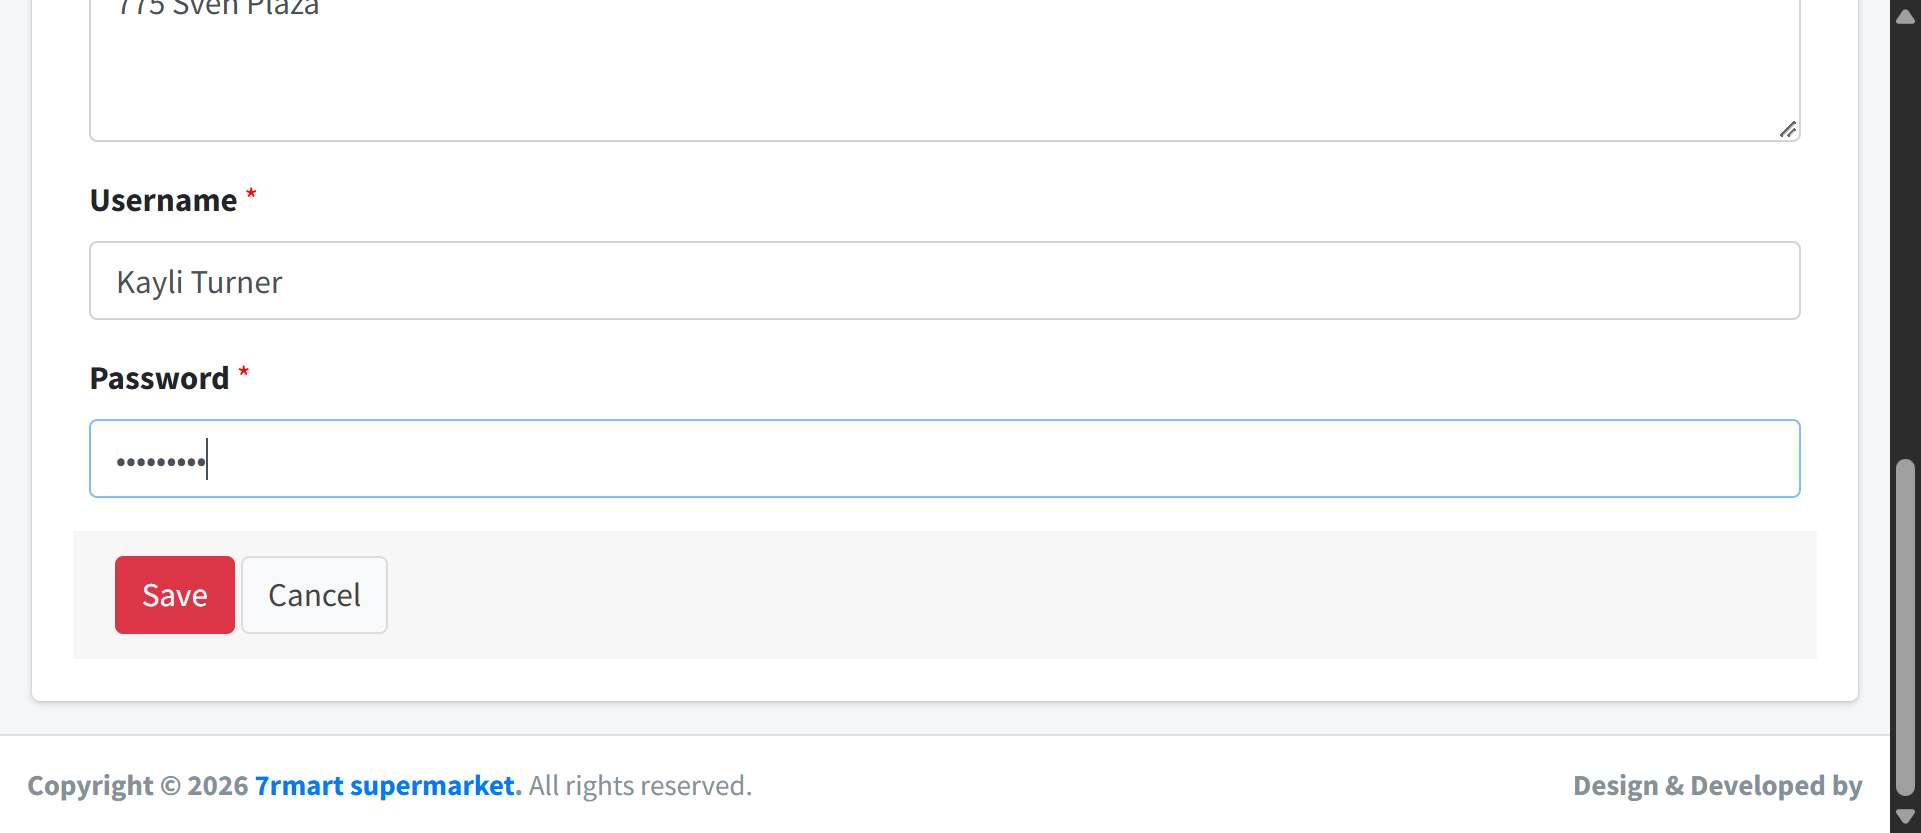 775 Sven Plaza
Username *
Kayli Turner
Password *
•••••••••
Save Cancel
Copyright © 2026 7rmart supermarket. All rights reserved. Design & Developed by